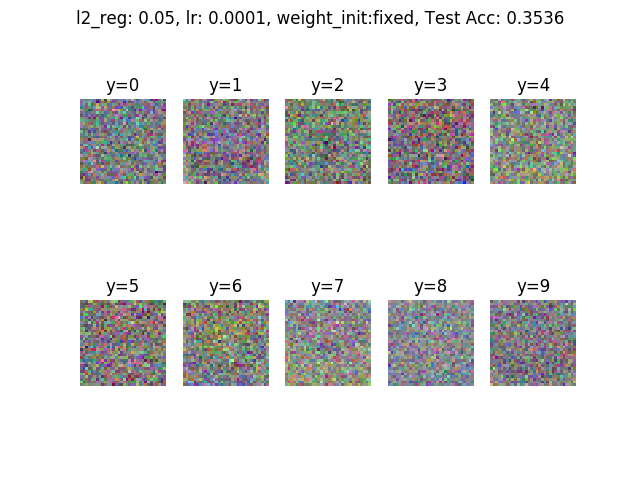 l2_reg: 0.05, lr: 0.0001, weight_init:fixed, Test Acc: 0.3536
y=0 y=1 y=2 y=3 y=4
y=5 y=6 y=7 y=8 y=9